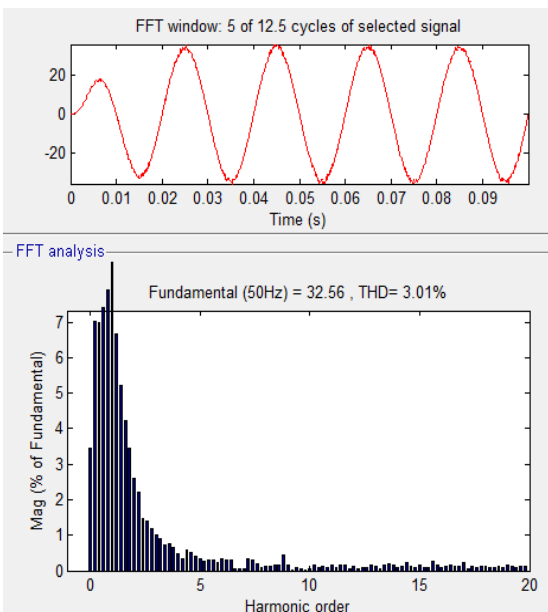 FFT window: 5 of 12.5 cycles of selected signal
20
0
-20
0 0.01 0.02 0.03 0.04 0.05 0.06 0.07 0.08 0.09
Time (s)
FFT analysis
Fundamental (50Hz) = 32.56 , THD= 3.01%
Mag (% of Fundamental)
7
6
5
4
3
2
1
0
0 5 10 15 20
Harmonic order